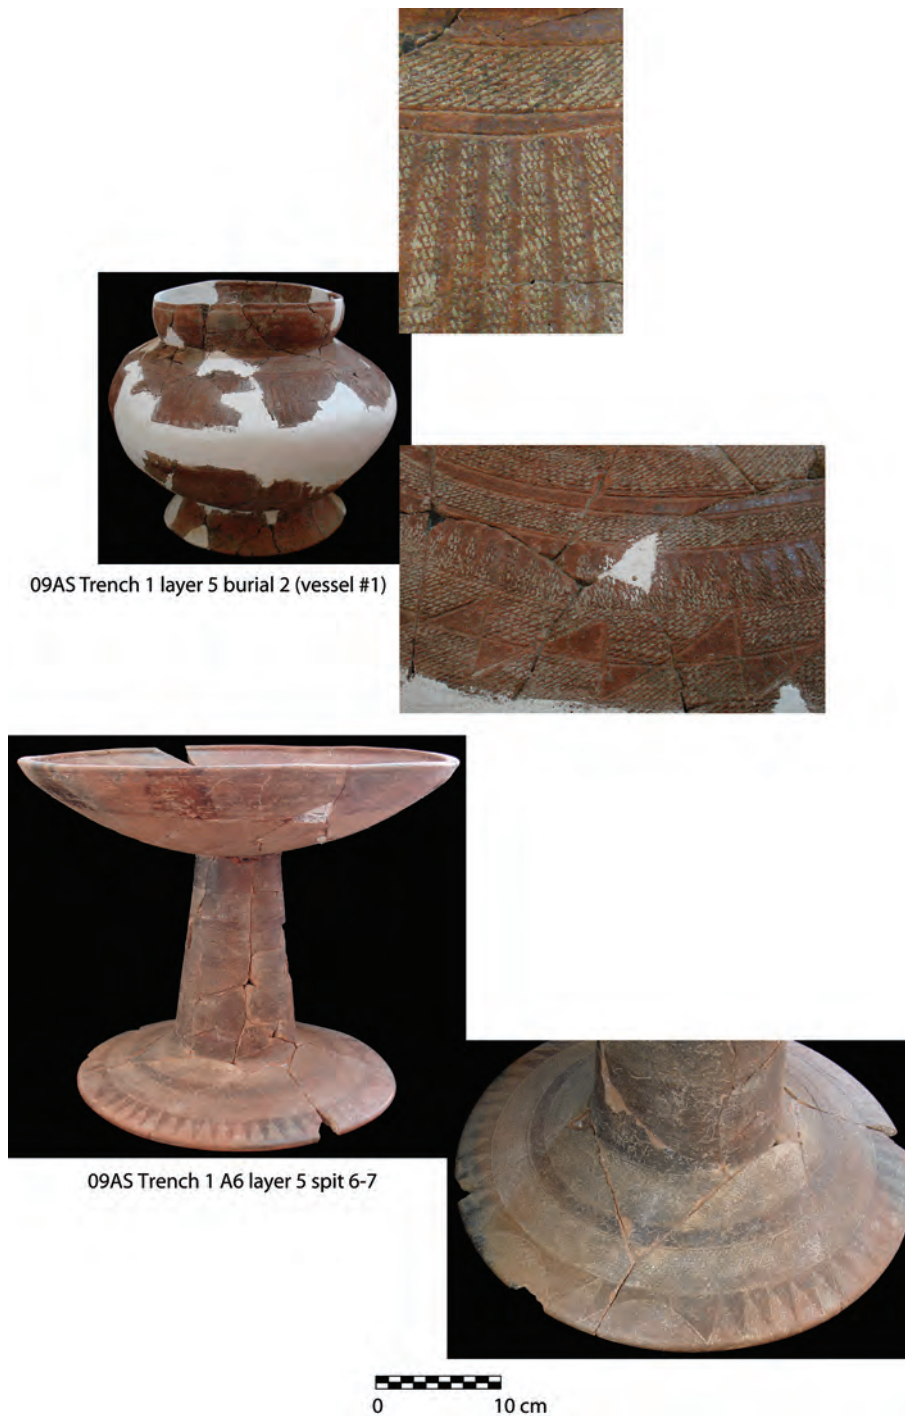 09AS Trench 1 layer 5 burial 2 (vessel #1)
09AS Trench 1 A6 layer 5 spit 6-7
0 10 cm